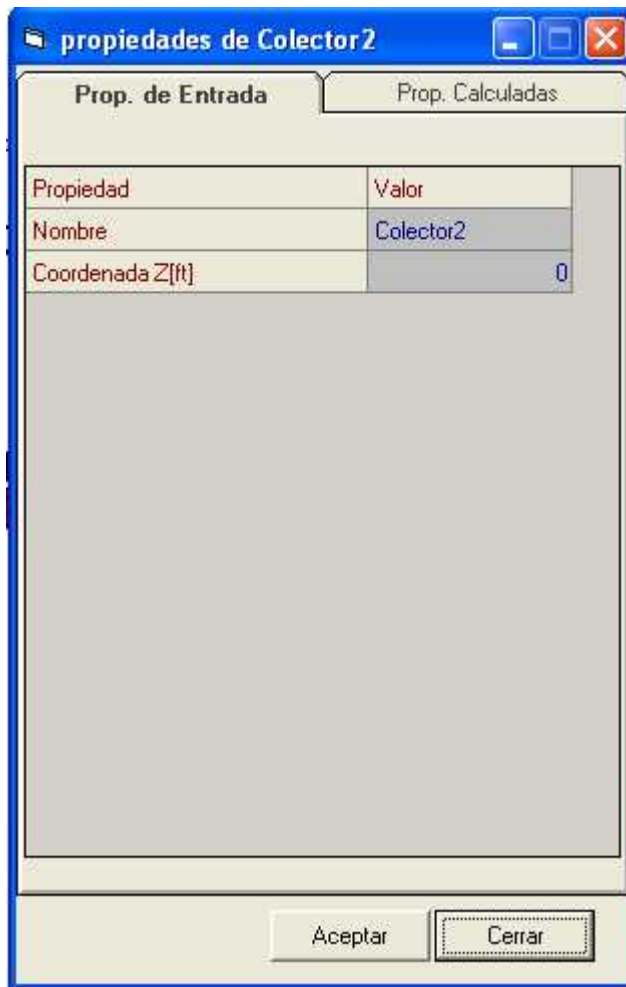 propiedades de Colector2
Prop. de Entrada Prop. Calculadas
Propiedad Valor
Nombre Colector2
Coordenada Z[ft] 0
Aceptar Cerrar